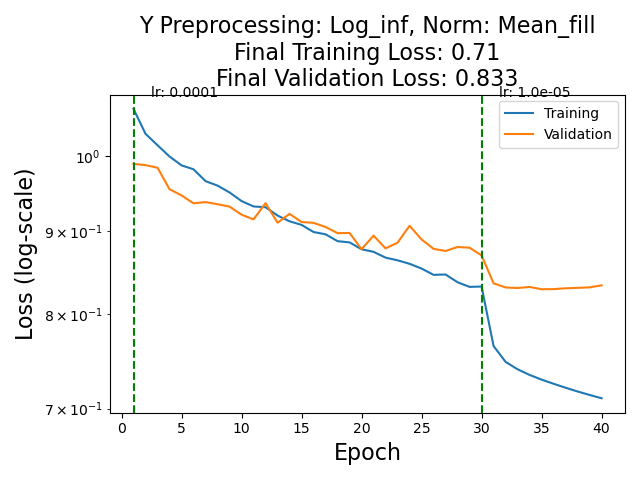 Y Preprocessing: Log_inf, Norm: Mean_fill
Final Training Loss: 0.71
Final Validation Loss: 0.833
lr: 0.0001
lr: 1.0e-05
Training
Validation
10⁰
9 × 10⁻¹
8 × 10⁻¹
7 × 10⁻¹
Loss (log-scale)
0 5 10 15 20 25 30 35 40
Epoch